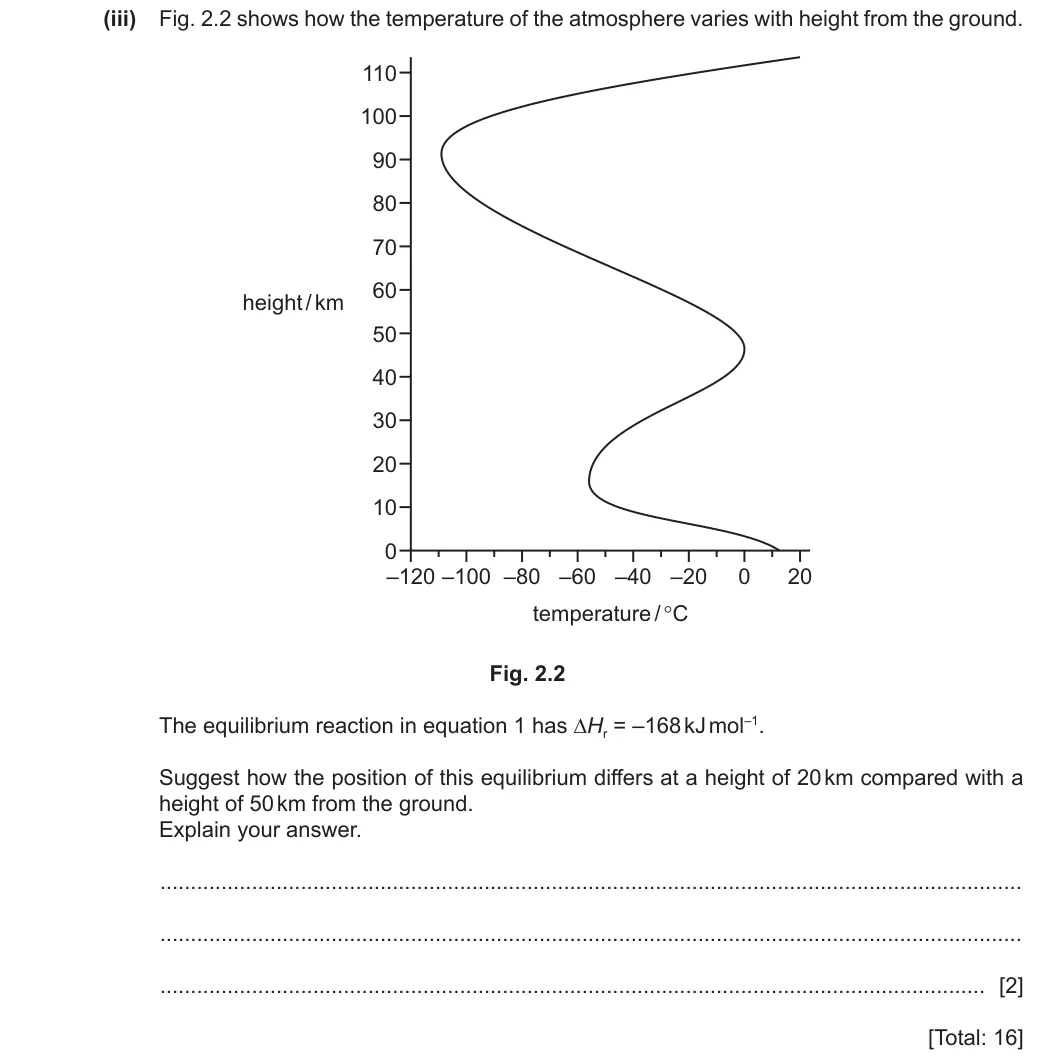 (iii) Fig. 2.2 shows how the temperature of the atmosphere varies with height from the ground.
110
100
90
80
70
60
height / km
50
40
30
20
10
0
–120 –100 –80 –60 –40 –20 0 20
temperature / °C
Fig. 2.2
The equilibrium reaction in equation 1 has ΔHr = –168 kJ mol–1.
Suggest how the position of this equilibrium differs at a height of 20 km compared with a
height of 50 km from the ground.
Explain your answer.
[2]
[Total: 16]